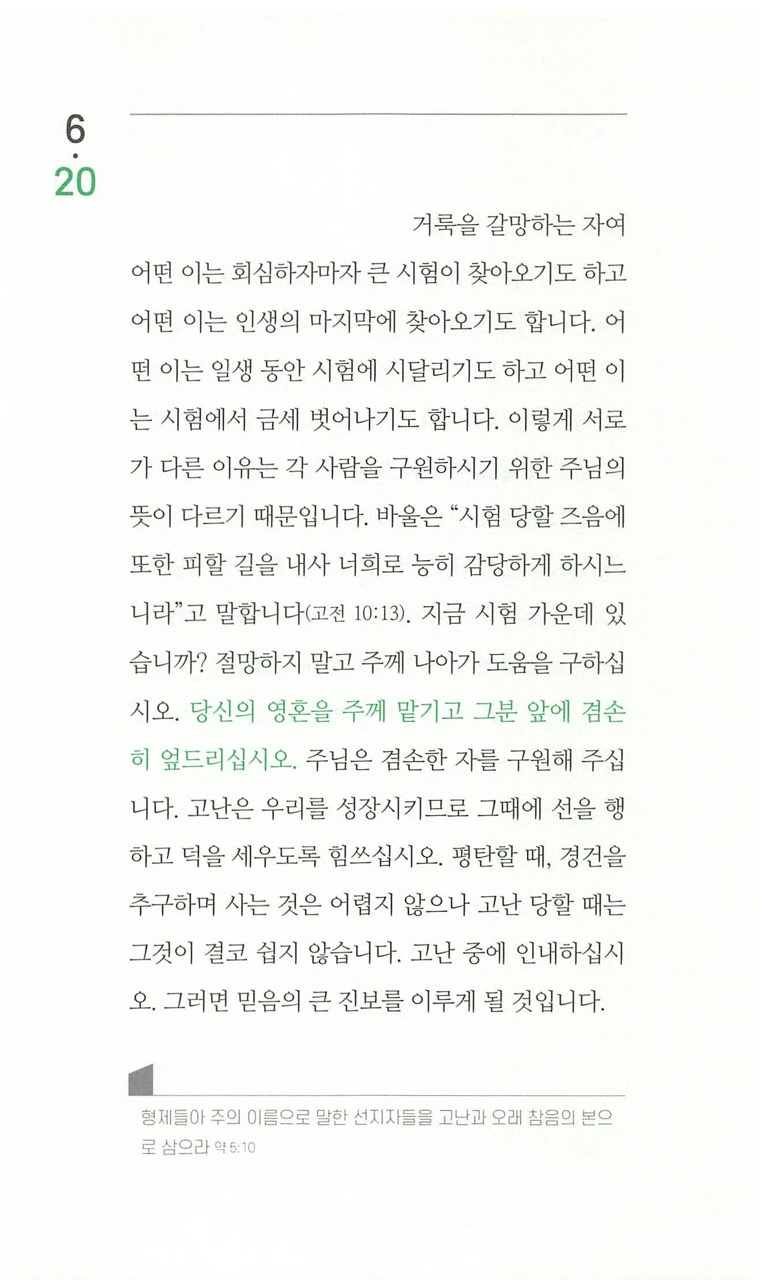 6
·
20
거룩을 갈망하는 자여
어떤 이는 회심하자마자 큰 시험이 찾아오기도 하고
어떤 이는 인생의 마지막에 찾아오기도 합니다. 어
떤 이는 일생 동안 시험에 시달리기도 하고 어떤 이
는 시험에서 금세 벗어나기도 합니다. 이렇게 서로
가 다른 이유는 각 사람을 구원하시기 위한 주님의
뜻이 다르기 때문입니다. 바울은 “시험 당할 즈음에
또한 피할 길을 내사 너희로 능히 감당하게 하시느
니라”고 말합니다(고전 10:13). 지금 시험 가운데 있
습니까? 절망하지 말고 주께 나아가 도움을 구하십
시오. 당신의 영혼을 주께 맡기고 그분 앞에 겸손
히 엎드리십시오. 주님은 겸손한 자를 구원해 주십
니다. 고난은 우리를 성장시키므로 그때에 선을 행
하고 덕을 세우도록 힘쓰십시오. 평탄할 때, 경건을
추구하며 사는 것은 어렵지 않으나 고난 당할 때는
그것이 결코 쉽지 않습니다. 고난 중에 인내하십시
오. 그러면 믿음의 큰 진보를 이루게 될 것입니다.
형제들아 주의 이름으로 말한 선지자들을 고난과 오래 참음의 본으
로 삼으라 약 5:10